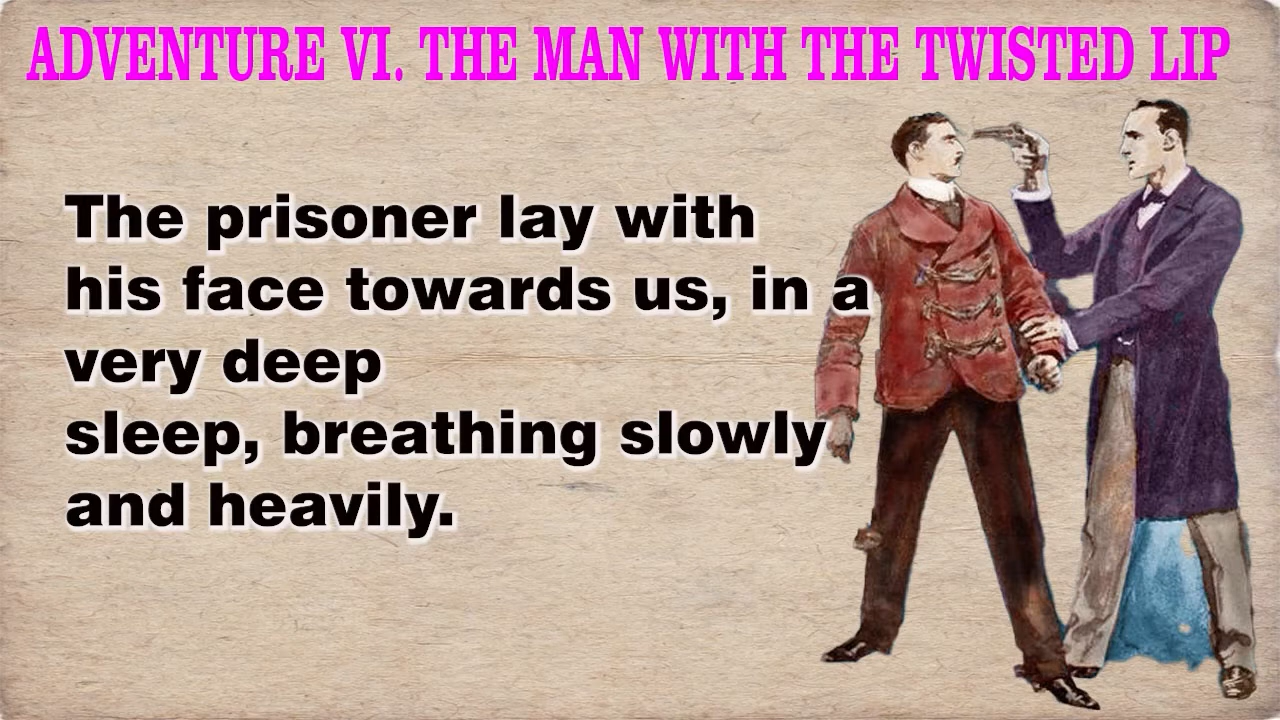 ADVENTURE VI. THE MAN WITH THE TWISTED LIP
The prisoner lay with
his face towards us, in a
very deep
sleep, breathing slowly
and heavily.